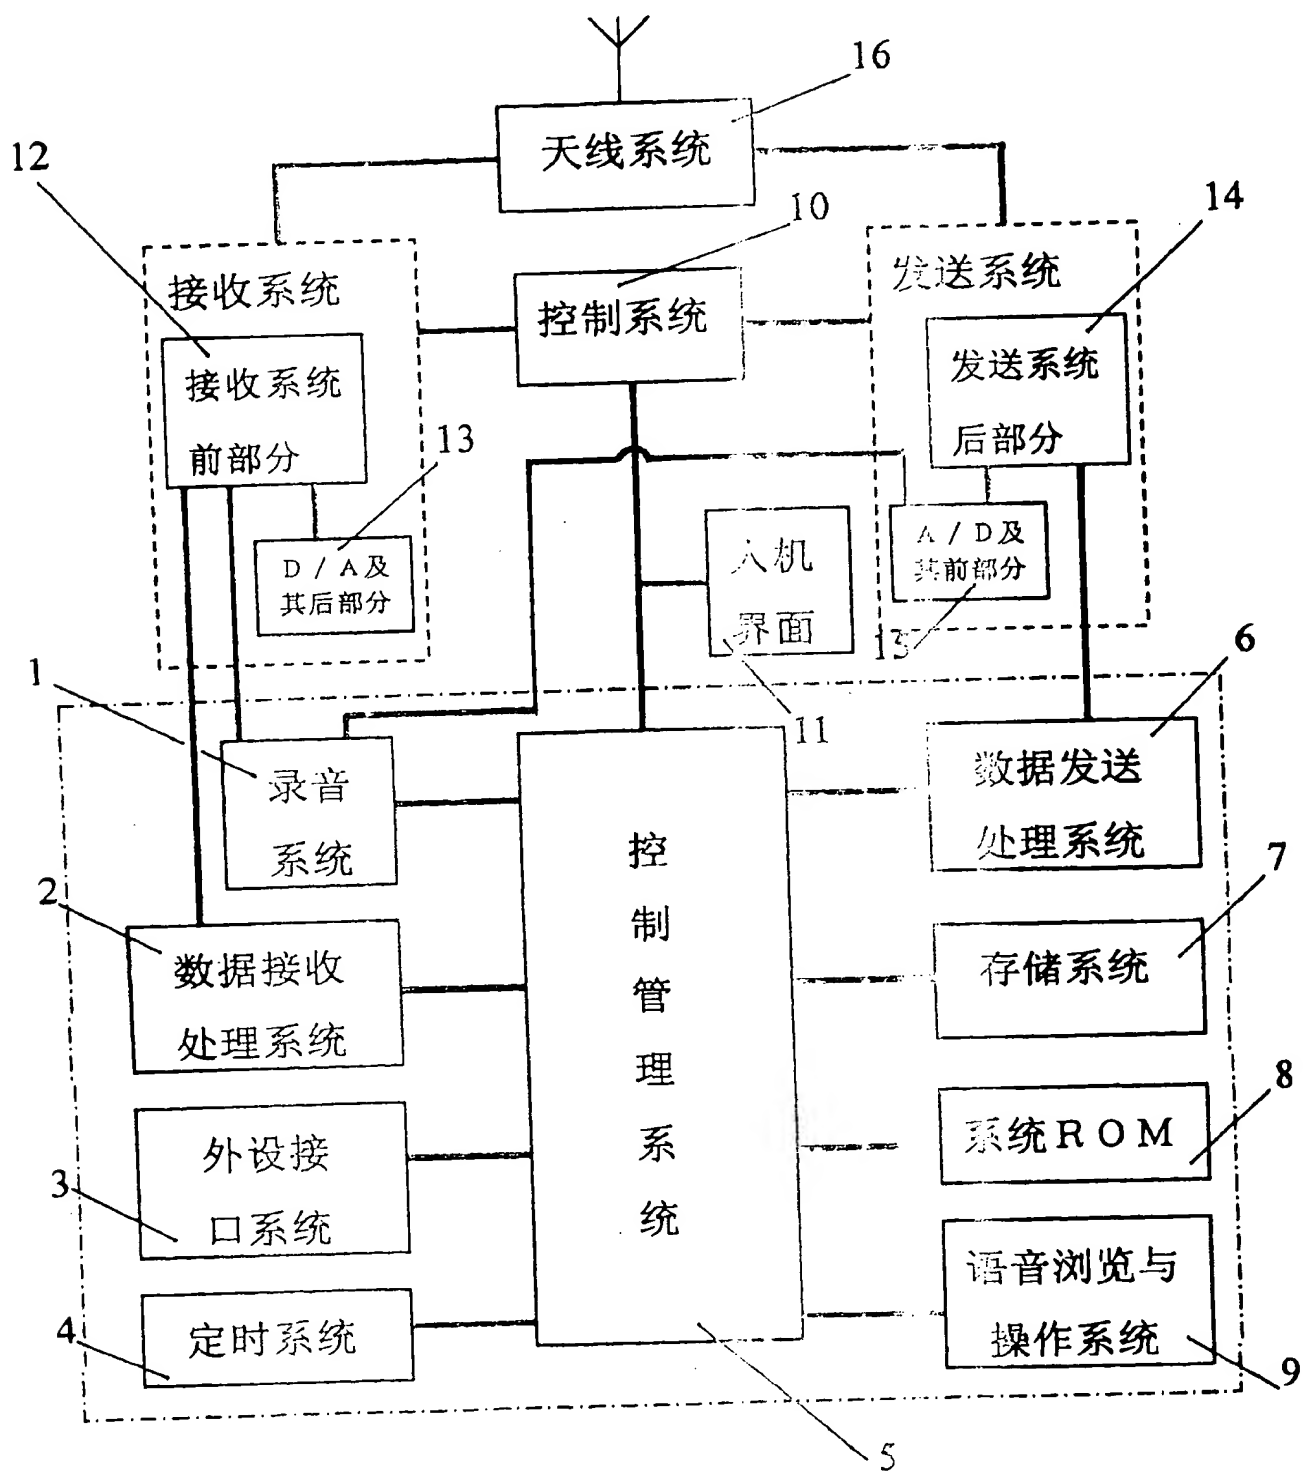 16
天线系统
12
10
14
接收系统
控制系统
发送系统
接收系统
前部分
发送系统
后部分
13
D/A及
其后部分
人机
界面
A/D及
其前部分
15
1
11
6
录音
系统
数据发送
处理系统
控制管理系统
2
7
数据接收
处理系统
存储系统
8
外设接
口系统
系统ROM
3
语音浏览与
操作系统
4
定时系统
9
5